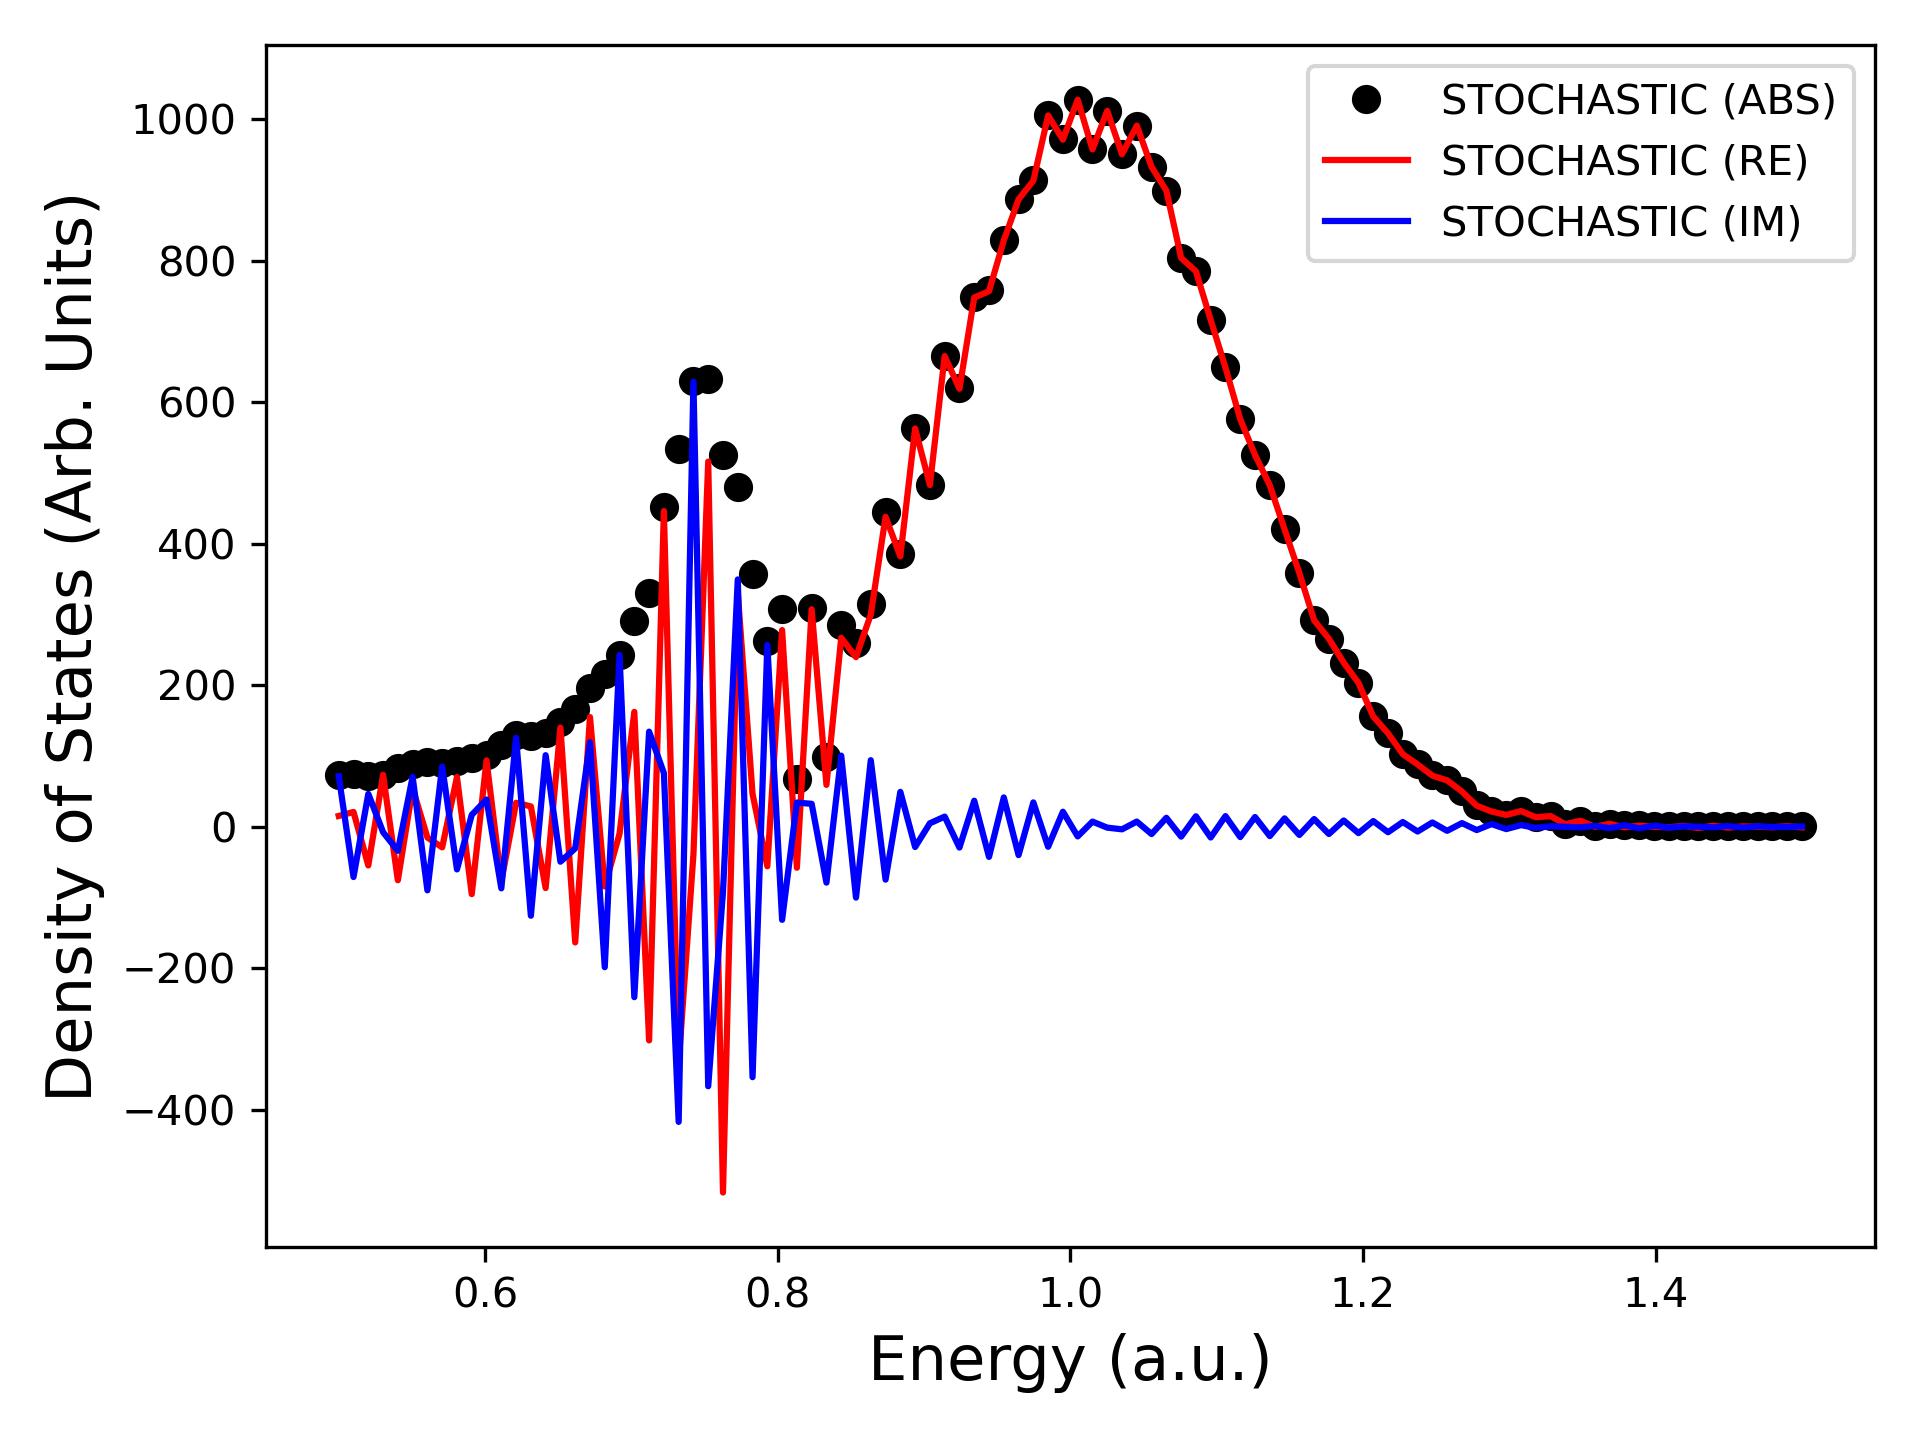 STOCHASTIC (ABS)
STOCHASTIC (RE)
STOCHASTIC (IM)
Density of States (Arb. Units)
1000
800
600
400
200
0
−200
−400
0.6
0.8
1.0
1.2
1.4
Energy (a.u.)